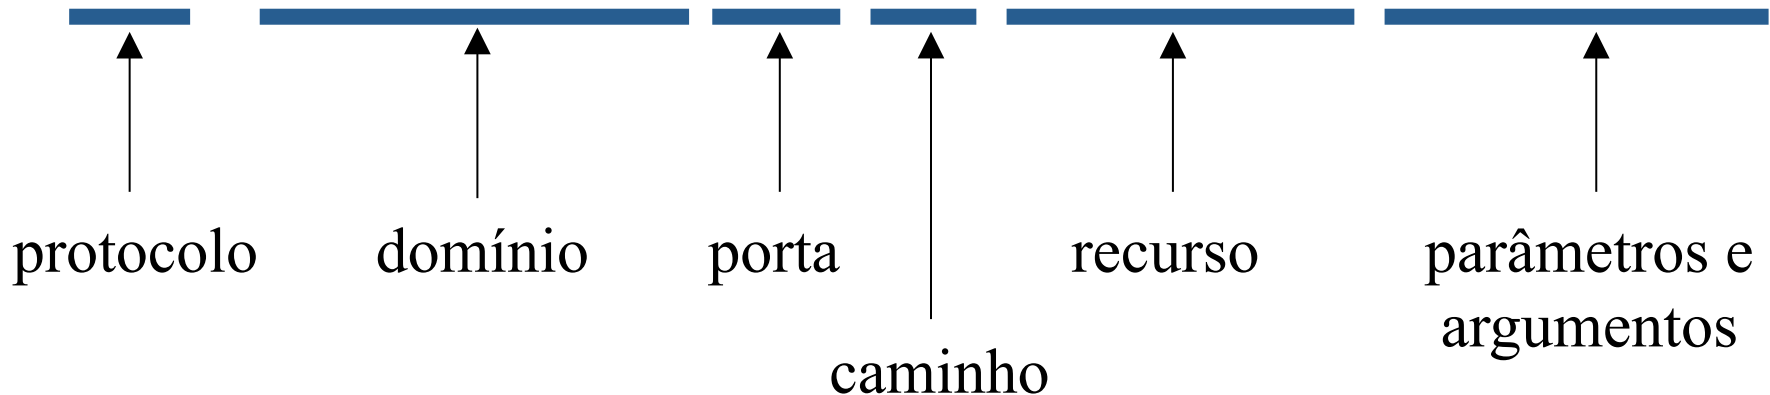 protocolo
domínio
porta
caminho
recurso
parâmetros e
argumentos